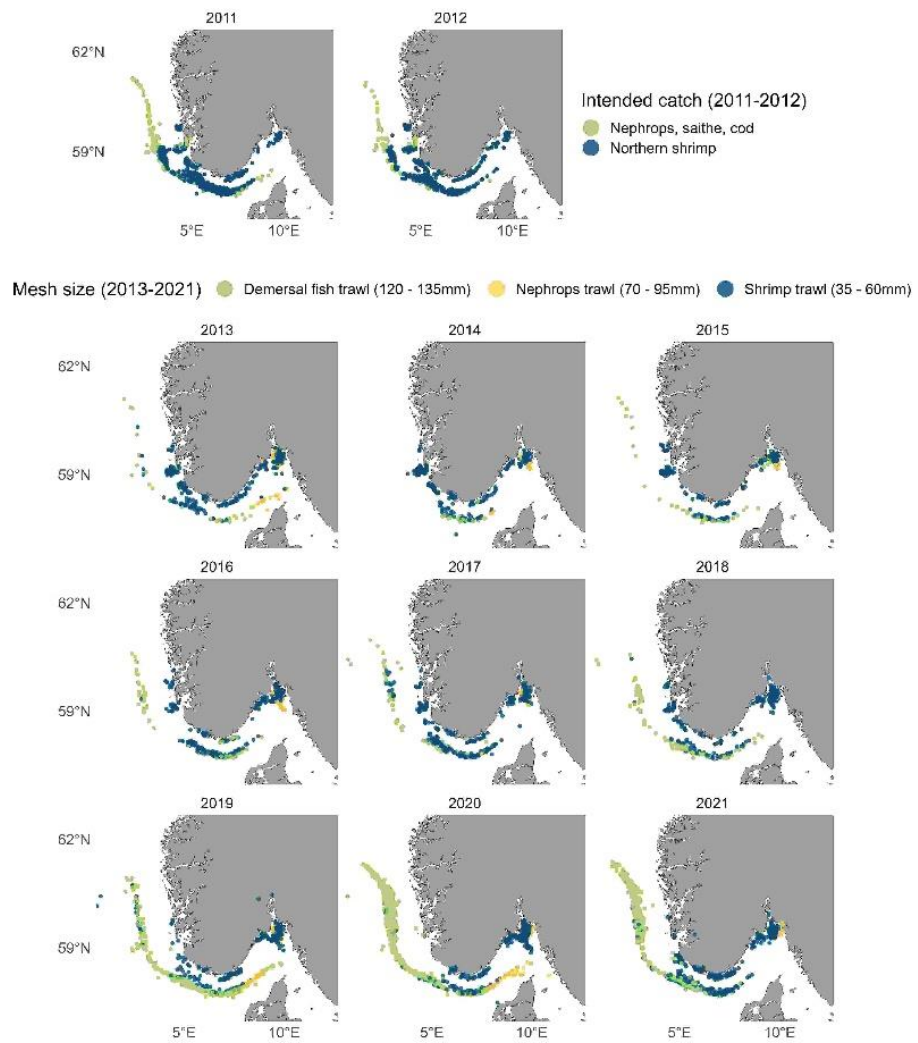 2011 2012
62°N
Intended catch (2011-2012)
Nephrops, saithe, cod
59°N
Northern shrimp
5°E 10°E 5°E 10°E
Mesh size (2013-2021) Demersal fish trawl (120 - 135mm) Nephrops trawl (70 - 95mm) Shrimp trawl (35 - 60mm)
2013 2014 2015
62°N
59°N
2016 2017 2018
62°N
59°N
2019 2020 2021
62°N
59°N
5°E 10°E 5°E 10°E 5°E 10°E